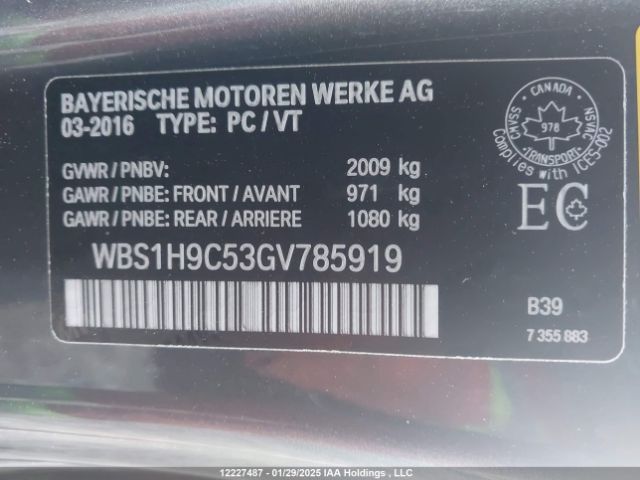 BAYERISCHE MOTOREN WERKE AG
03-2016 TYPE: PC / VT
GVWR / PNBV: 2009 kg
GAWR / PNBE: FRONT / AVANT 971 kg
GAWR / PNBE: REAR / ARRIERE 1080 kg
WBS1H9C53GV785919
CANADA
CMVSS
NSVAC
978
TRANSPORT
Complies with ICES-002
EC
B39
7 355 883
12227487 - 01/29/2025 IAA Holdings , LLC